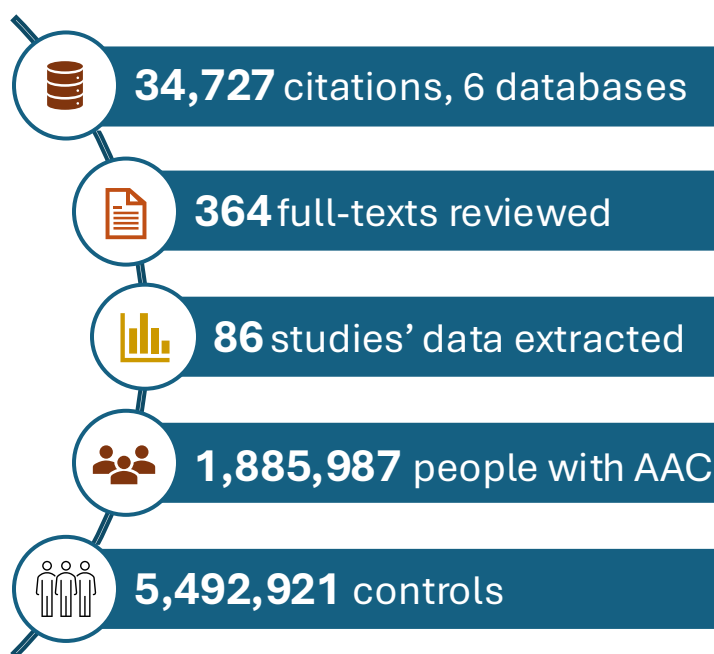 34,727 citations, 6 databases
364 full-texts reviewed
86 studies’ data extracted
1,885,987 people with AAC
5,492,921 controls